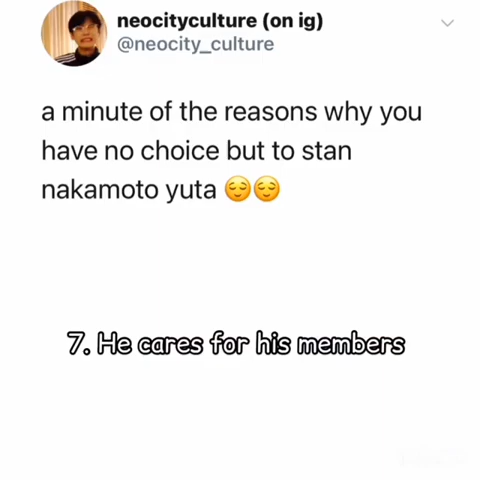 neocityculture (on ig)
@neocity_culture
a minute of the reasons why you
have no choice but to stan
nakamoto yuta 😌😌
7. He cares for his members